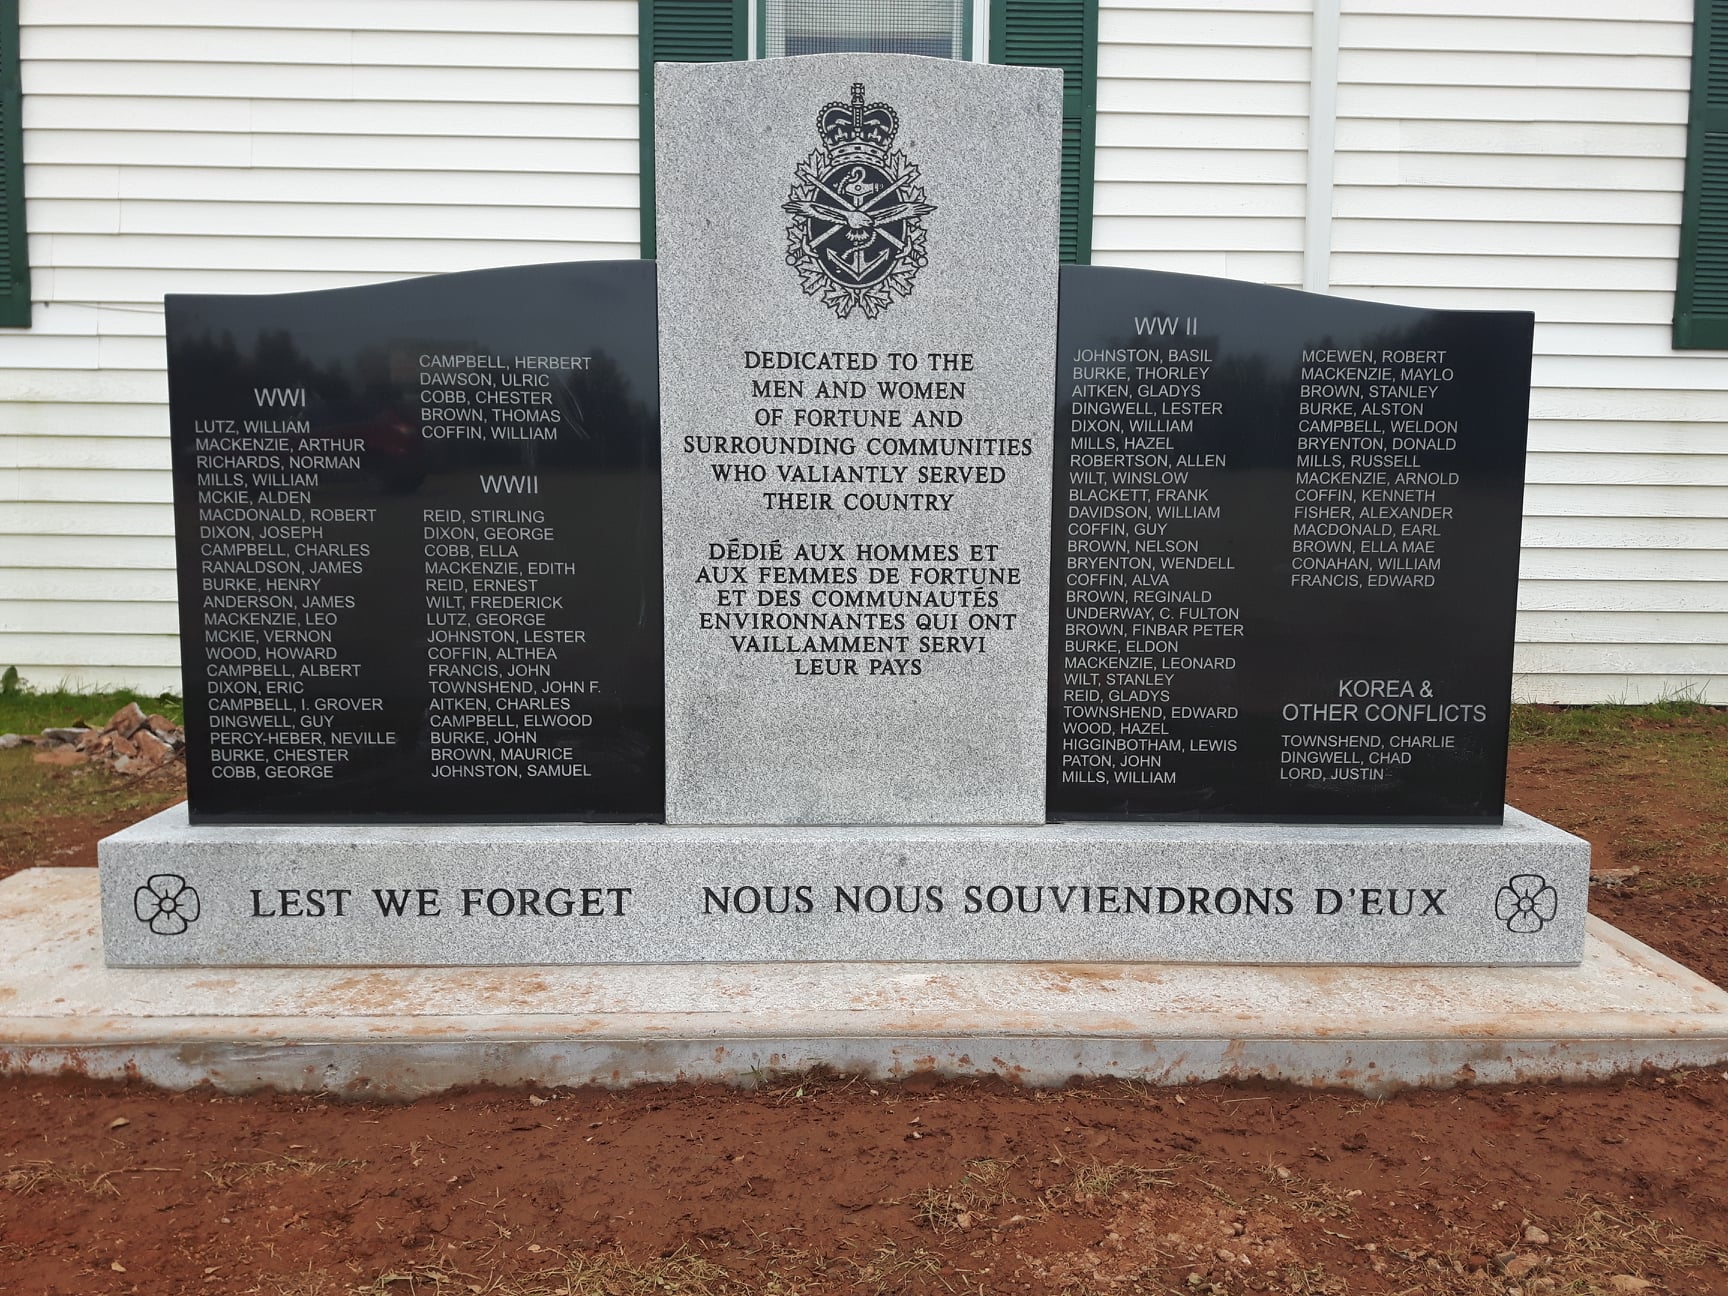 WWI
LUTZ, WILLIAM
MACKENZIE, ARTHUR
RICHARDS, NORMAN
MILLS, WILLIAM
MCKIE, ALDEN
MACDONALD, ROBERT
DIXON, JOSEPH
CAMPBELL, CHARLES
RANALDSON, JAMES
BURKE, HENRY
ANDERSON, JAMES
MACKENZIE, LEO
MCKIE, VERNON
WOOD, HOWARD
CAMPBELL, ALBERT
DIXON, ERIC
CAMPBELL, I. GROVER
DINGWELL, GUY
PERCY-HEBER, NEVILLE
BURKE, CHESTER
COBB, GEORGE
CAMPBELL, HERBERT
DAWSON, ULRIC
COBB, CHESTER
BROWN, THOMAS
COFFIN, WILLIAM
WWII
REID, STIRLING
DIXON, GEORGE
COBB, ELLA
MACKENZIE, EDITH
REID, ERNEST
WILT, FREDERICK
LUTZ, GEORGE
JOHNSTON, LESTER
COFFIN, ALTHEA
FRANCIS, JOHN
TOWNSHEND, JOHN F.
AITKEN, CHARLES
CAMPBELL, ELWOOD
BURKE, JOHN
BROWN, MAURICE
JOHNSTON, SAMUEL
DEDICATED TO THE
MEN AND WOMEN
OF FORTUNE AND
SURROUNDING COMMUNITIES
WHO VALIANTLY SERVED
THEIR COUNTRY
DÉDIÉ AUX HOMMES ET
AUX FEMMES DE FORTUNE
ET DES COMMUNAUTÉS
ENVIRONNANTES QUI ONT
VAILLAMMENT SERVI
LEUR PAYS
WW II
JOHNSTON, BASIL
BURKE, THORLEY
AITKEN, GLADYS
DINGWELL, LESTER
DIXON, WILLIAM
MILLS, HAZEL
ROBERTSON, ALLEN
WILT, WINSLOW
BLACKETT, FRANK
DAVIDSON, WILLIAM
COFFIN, GUY
BROWN, NELSON
BRYENTON, WENDELL
COFFIN, ALVA
BROWN, REGINALD
UNDERWAY, C. FULTON
BROWN, FINBAR PETER
BURKE, ELDON
MACKENZIE, LEONARD
WILT, STANLEY
REID, GLADYS
TOWNSHEND, EDWARD
WOOD, HAZEL
HIGGINBOTHAM, LEWIS
PATON, JOHN
MILLS, WILLIAM
MCEWEN, ROBERT
MACKENZIE, MAYLO
BROWN, STANLEY
BURKE, ALSTON
CAMPBELL, WELDON
BRYENTON, DONALD
MILLS, RUSSELL
MACKENZIE, ARNOLD
COFFIN, KENNETH
FISHER, ALEXANDER
MACDONALD, EARL
BROWN, ELLA MAE
CONAHAN, WILLIAM
FRANCIS, EDWARD
KOREA &
OTHER CONFLICTS
TOWNSHEND, CHARLIE
DINGWELL, CHAD
LORD, JUSTIN
LEST WE FORGET NOUS NOUS SOUVIENDRONS D'EUX